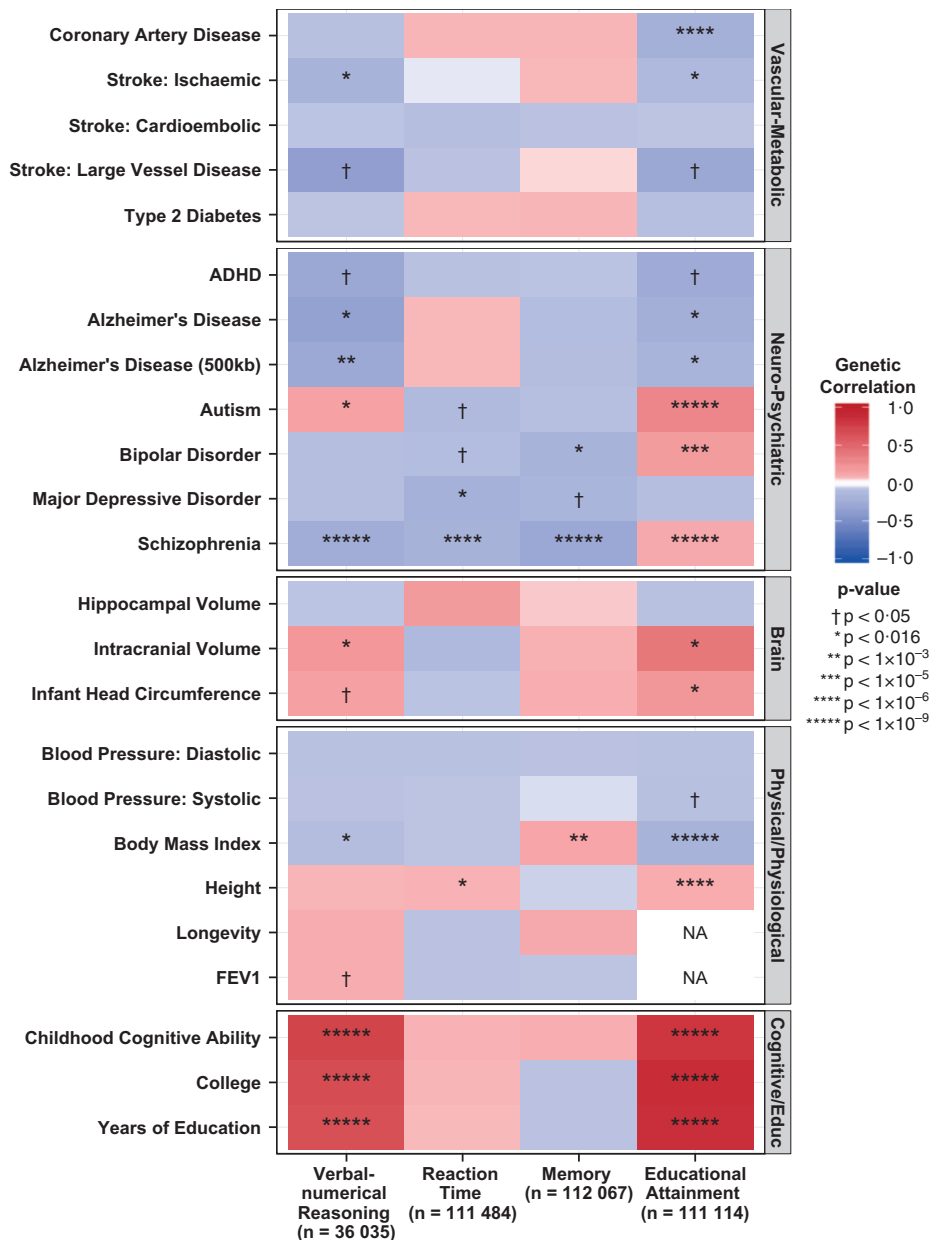 Coronary Artery Disease
****
Stroke: Ischaemic
* *
Stroke: Cardioembolic
Stroke: Large Vessel Disease
† †
Type 2 Diabetes
Vascular-Metabolic
ADHD
† †
Alzheimer's Disease
* *
Alzheimer's Disease (500kb)
** *
Autism
* † *****
Bipolar Disorder
† * ***
Major Depressive Disorder
* †
Schizophrenia
***** **** ***** *****
Neuro-Psychiatric
Hippocampal Volume
Intracranial Volume
* *
Infant Head Circumference
† *
Brain
Blood Pressure: Diastolic
Blood Pressure: Systolic
†
Body Mass Index
* ** *****
Height
* ****
Longevity
NA
FEV1
† NA
Physical/Physiological
Childhood Cognitive Ability
***** *****
College
***** *****
Years of Education
***** *****
Cognitive/Educ
Verbal-
numerical
Reasoning
(n = 36 035)
Reaction
Time
(n = 111 484)
Memory
(n = 112 067)
Educational
Attainment
(n = 111 114)
Genetic
Correlation
1·0
0·5
0·0
−0·5
−1·0
p-value
† p < 0·05
* p < 0·016
** p < 1×10⁻³
*** p < 1×10⁻⁵
**** p < 1×10⁻⁶
***** p < 1×10⁻⁹